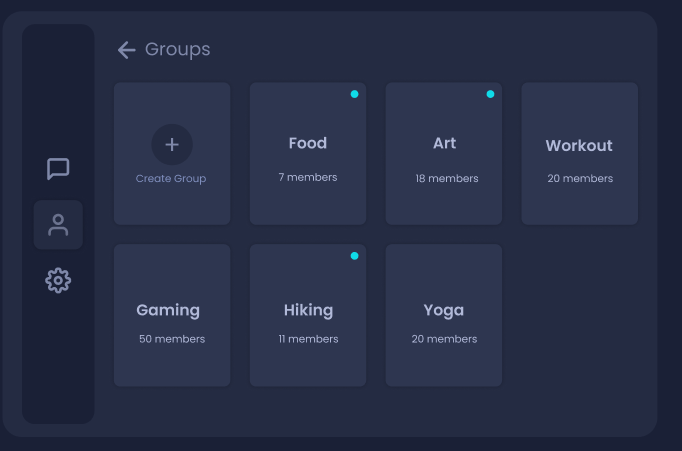 Groups
Create Group
Food
7 members
Art
18 members
Workout
20 members
Gaming
50 members
Hiking
11 members
Yoga
20 members